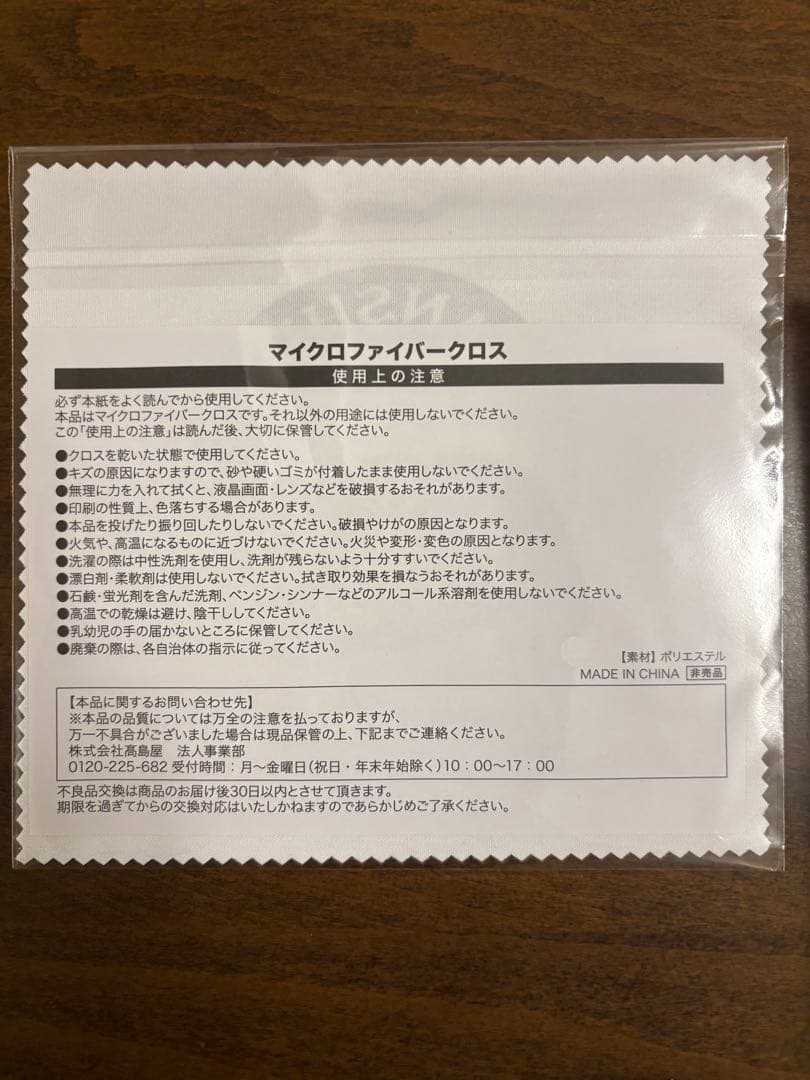 マイクロファイバークロス
使用上の注意
必ず本紙をよく読んでから使用してください。
本品はマイクロファイバークロスです。それ以外の用途には使用しないでください。
この「使用上の注意」は読んだ後、大切に保管してください。
●クロスを乾いた状態で使用してください。
●キズの原因になりますので、砂や硬いゴミが付着したまま使用しないでください。
●無理に力を入れて拭くと、液晶画面・レンズなどを破損するおそれがあります。
●印刷の性質上、色落ちする場合があります。
●本品を投げたり振り回したりしないでください。破損やけがの原因となります。
●火気や、高温になるものに近づけないでください。火災や変形・変色の原因となります。
●洗濯の際は中性洗剤を使用し、洗剤が残らないよう十分すすいでください。
●漂白剤・柔軟剤は使用しないでください。拭き取り効果を損なうおそれがあります。
●石鹸・蛍光剤を含んだ洗剤、ベンジン・シンナーなどのアルコール系溶剤を使用しないでください。
●高温での乾燥は避け、陰干ししてください。
●乳幼児の手の届かないところに保管してください。
●廃棄の際は、各自治体の指示に従ってください。
【素材】ポリエステル
MADE IN CHINA 非売品
【本品に関するお問い合わせ先】
※本品の品質については万全の注意を払っておりますが、
万一不具合がございました場合は現品保管の上、下記までご連絡ください。
株式会社髙島屋 法人事業部
0120-225-682 受付時間：月〜金曜日(祝日・年末年始除く)10：00〜17：00
不良品交換は商品のお届け後30日以内とさせて頂きます。
期限を過ぎてからの交換対応はいたしかねますのであらかじめご了承ください。